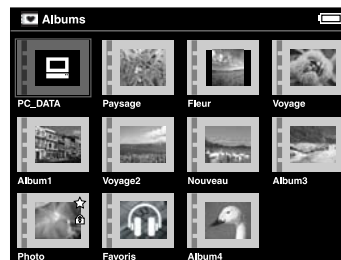 Albums
PC_DATA Paysage Fleur Voyage
Album1 Voyage2 Nouveau Album3
Photo Favoris Album4